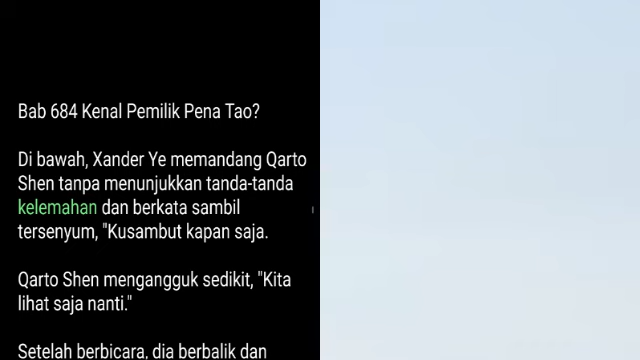 Bab 684 Kenal Pemilik Pena Tao?
Di bawah, Xander Ye memandang Qarto
Shen tanpa menunjukkan tanda-tanda
kelemahan dan berkata sambil
tersenyum, "Kusambut kapan saja.
Qarto Shen mengangguk sedikit, "Kita
lihat saja nanti."
Setelah berbicara, dia berbalik dan